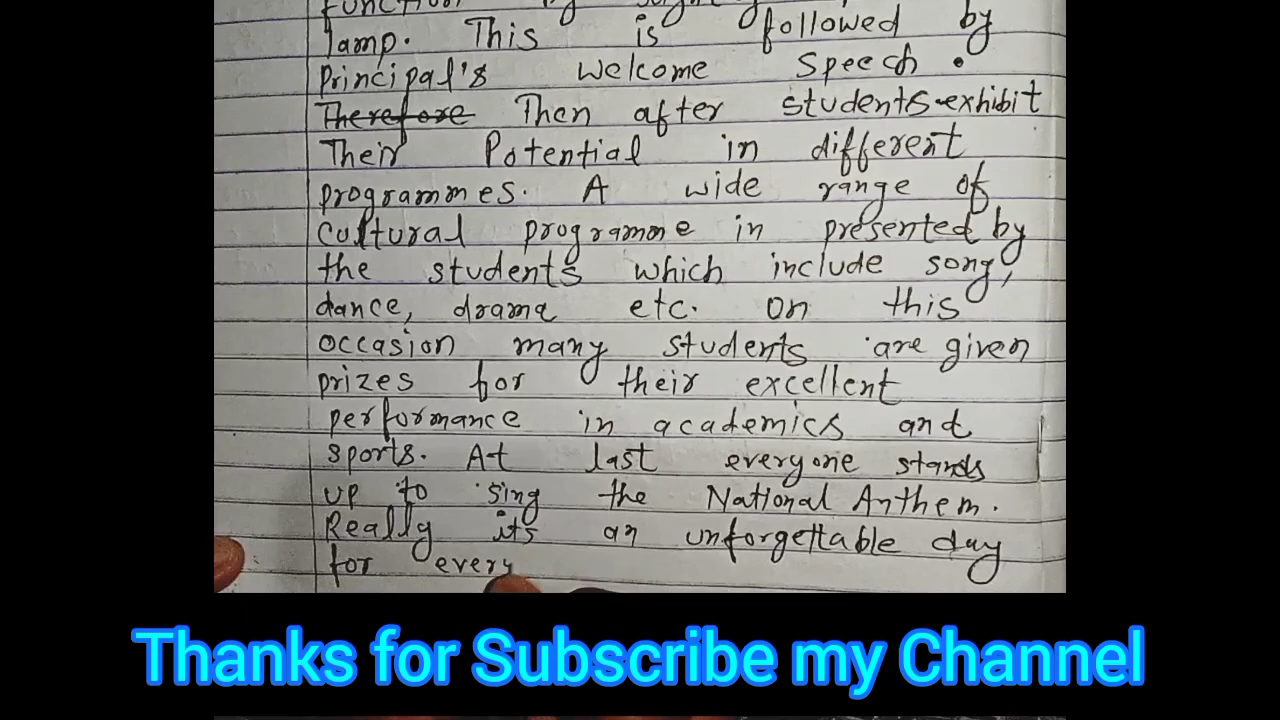 lamp. This is followed by
principal's welcome speech.
Therefore Then after students exhibit
Their Potential in different
programmes. A wide range of
cultural programme in presented by
the students which include song,
dance, drama etc. On this
occasion many students are given
prizes for their excellent
performance in academics and
sports. At last everyone stands
up to sing the National Anthem.
Really its an unforgettable day
for every
Thanks for Subscribe my Channel